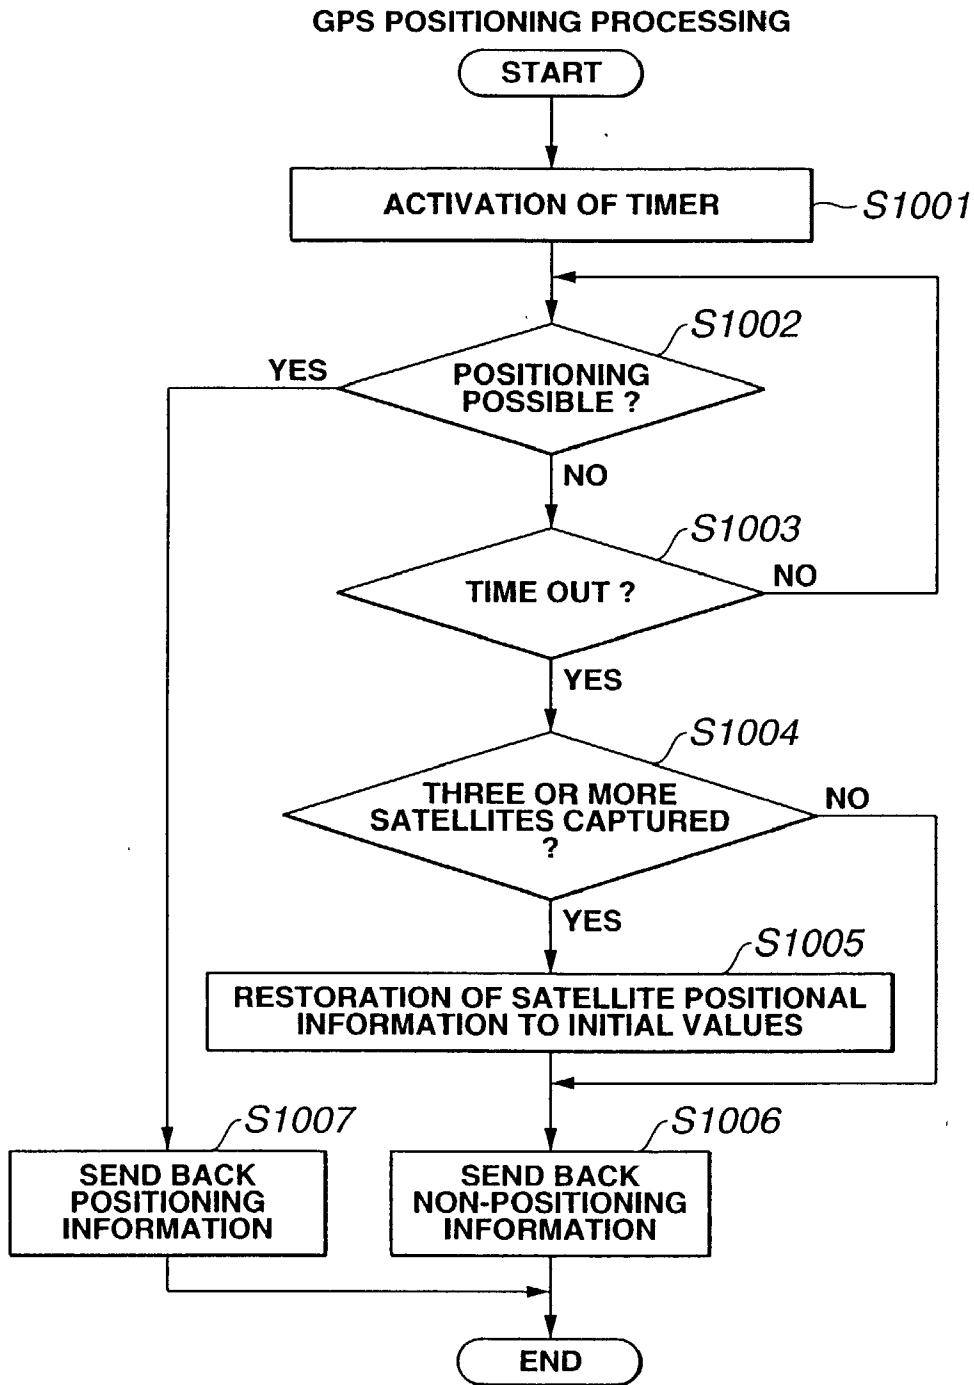 GPS POSITIONING PROCESSING
START
ACTIVATION OF TIMER
S1001
S1002
YES
POSITIONING
POSSIBLE ?
NO
S1003
TIME OUT ?
NO
YES
S1004
THREE OR MORE
SATELLITES CAPTURED
?
NO
YES
S1005
RESTORATION OF SATELLITE POSITIONAL
INFORMATION TO INITIAL VALUES
S1007
S1006
SEND BACK
POSITIONING
INFORMATION
SEND BACK
NON-POSITIONING
INFORMATION
END